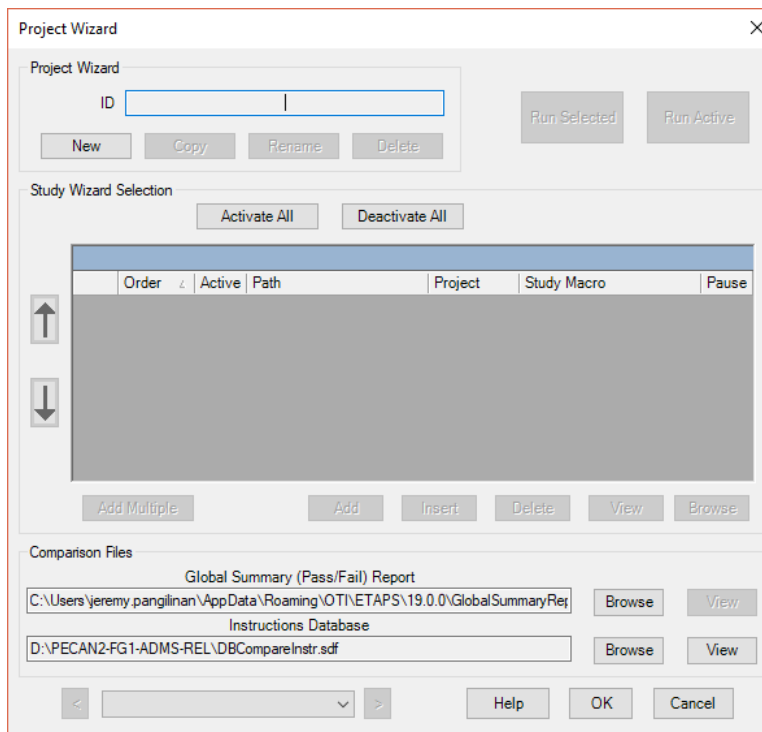 Project Wizard
Project Wizard
ID
New Copy Rename Delete
Run Selected Run Active
Study Wizard Selection
Activate All Deactivate All
Order Active Path Project Study Macro Pause
Add Multiple Add Insert Delete View Browse
Comparison Files
Global Summary (Pass/Fail) Report
C:\Users\jeremy.pangilinan\AppData\Roaming\OTI\ETAPS\19.0.0\GlobalSummaryRep Browse View
Instructions Database
D:\PECAN2-FG1-ADMS-REL\DBCompareInstr.sdf Browse View
< > Help OK Cancel